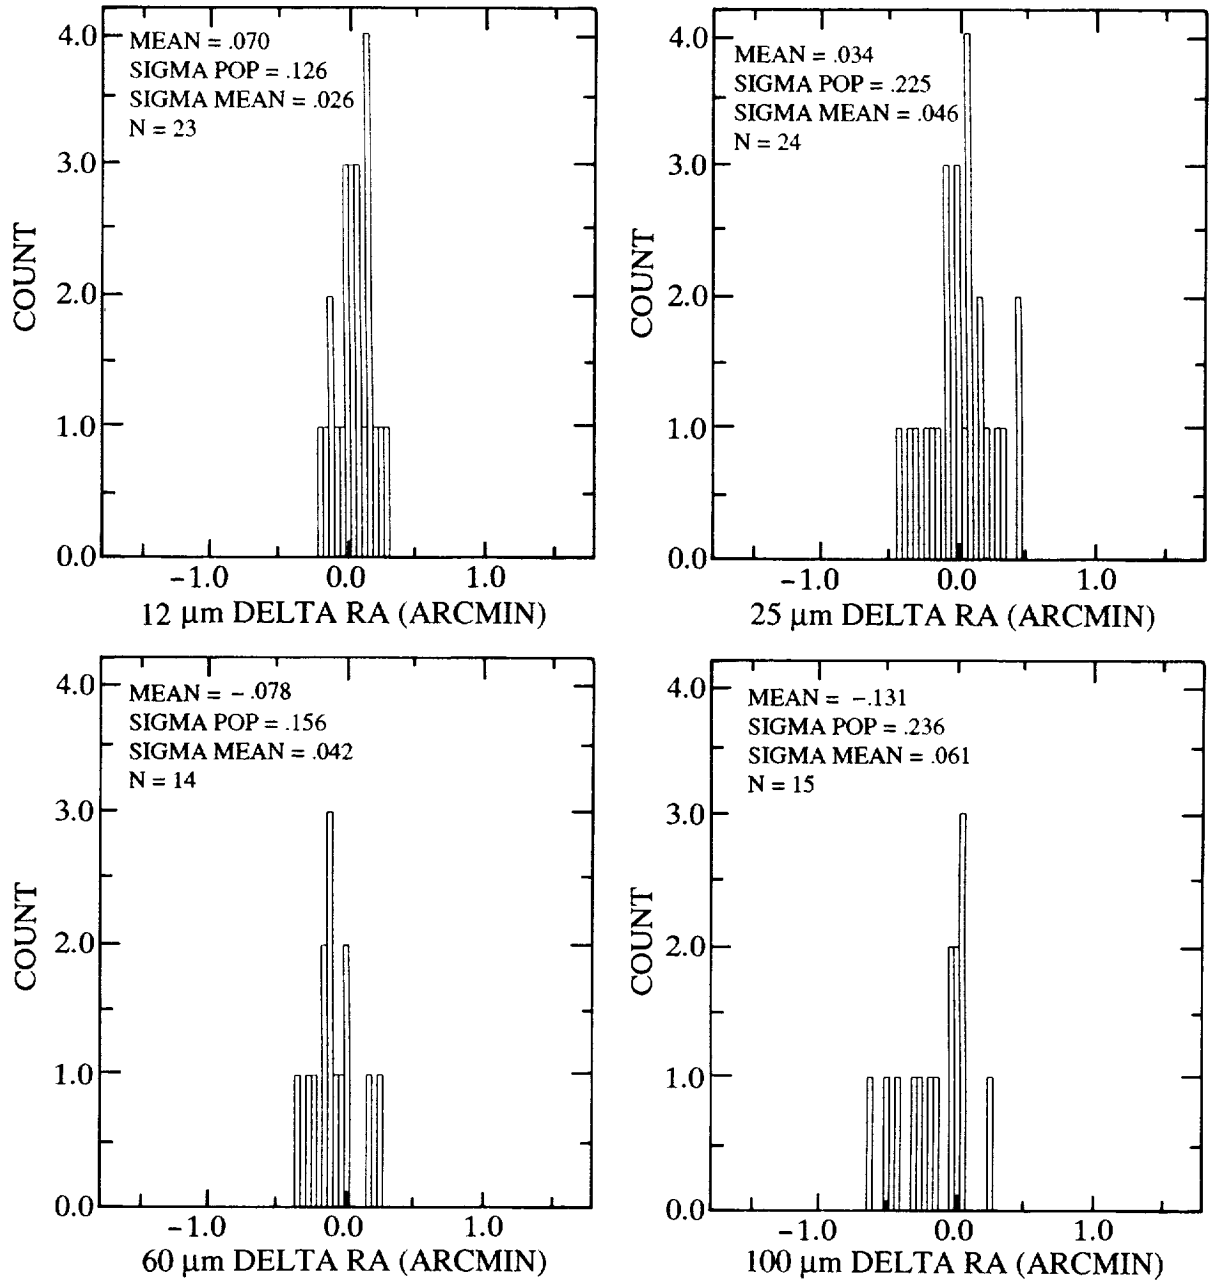 4.0
MEAN = .070
SIGMA POP = .126
SIGMA MEAN = .026
N = 23
3.0
COUNT
2.0
1.0
0.0
-1.0 0.0 1.0
12 μm DELTA RA (ARCMIN)
4.0
MEAN = .034
SIGMA POP = .225
SIGMA MEAN = .046
N = 24
3.0
COUNT
2.0
1.0
0.0
-1.0 0.0 1.0
25 μm DELTA RA (ARCMIN)
4.0
MEAN = -.078
SIGMA POP = .156
SIGMA MEAN = .042
N = 14
3.0
COUNT
2.0
1.0
0.0
-1.0 0.0 1.0
60 μm DELTA RA (ARCMIN)
4.0
MEAN = -.131
SIGMA POP = .236
SIGMA MEAN = .061
N = 15
3.0
COUNT
2.0
1.0
0.0
-1.0 0.0 1.0
100 μm DELTA RA (ARCMIN)